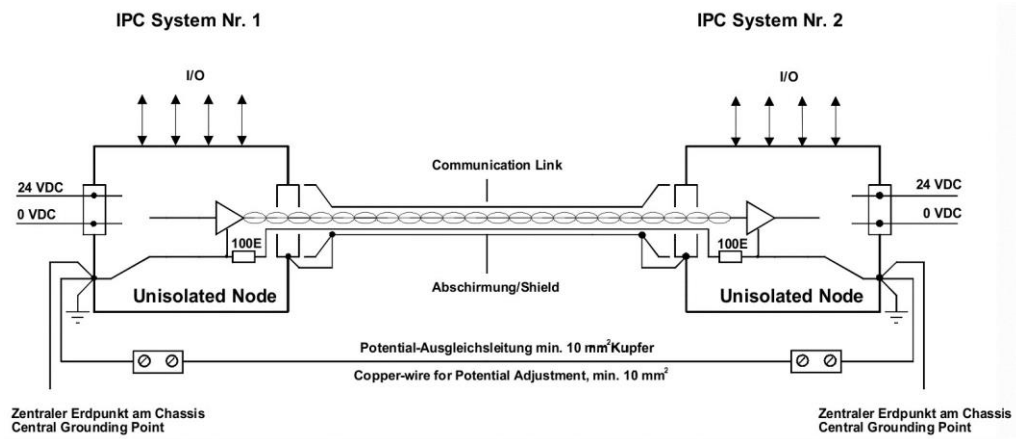 IPC System Nr. 1
IPC System Nr. 2
I/O
I/O
Communication Link
24 VDC
0 VDC
24 VDC
0 VDC
100E
100E
Abschirmung/Shield
Unisolated Node
Unisolated Node
Potential-Ausgleichsleitung min. 10 mm²Kupfer
Copper-wire for Potential Adjustment, min. 10 mm²
Zentraler Erdpunkt am Chassis
Central Grounding Point
Zentraler Erdpunkt am Chassis
Central Grounding Point